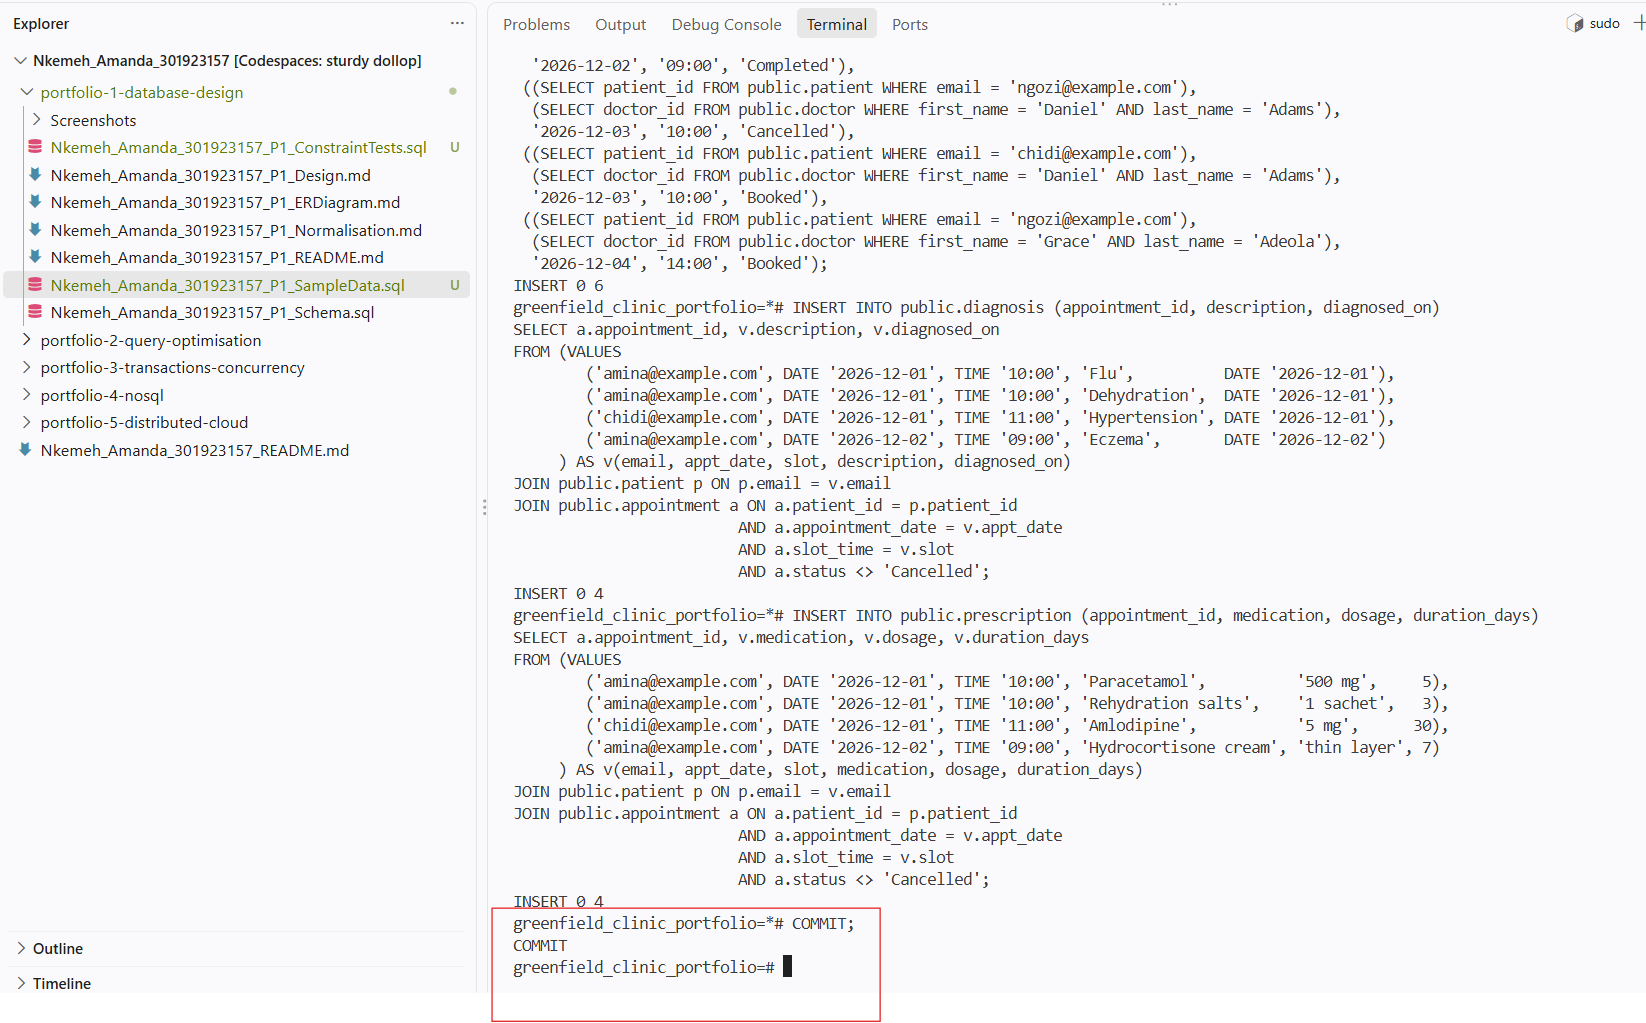 Explorer
Nkemeh_Amanda_301923157 [Codespaces: sturdy dollop]
portfolio-1-database-design
Screenshots
Nkemeh_Amanda_301923157_P1_ConstraintTests.sql U
Nkemeh_Amanda_301923157_P1_Design.md
Nkemeh_Amanda_301923157_P1_ERDiagram.md
Nkemeh_Amanda_301923157_P1_Normalisation.md
Nkemeh_Amanda_301923157_P1_README.md
Nkemeh_Amanda_301923157_P1_SampleData.sql U
Nkemeh_Amanda_301923157_P1_Schema.sql
portfolio-2-query-optimisation
portfolio-3-transactions-concurrency
portfolio-4-nosql
portfolio-5-distributed-cloud
Nkemeh_Amanda_301923157_README.md
Outline
Timeline
Problems Output Debug Console Terminal Ports
sudo
'2026-12-02', '09:00', 'Completed'),
((SELECT patient_id FROM public.patient WHERE email = 'ngozi@example.com'),
(SELECT doctor_id FROM public.doctor WHERE first_name = 'Daniel' AND last_name = 'Adams'),
'2026-12-03', '10:00', 'Cancelled'),
((SELECT patient_id FROM public.patient WHERE email = 'chidi@example.com'),
(SELECT doctor_id FROM public.doctor WHERE first_name = 'Daniel' AND last_name = 'Adams'),
'2026-12-03', '10:00', 'Booked'),
((SELECT patient_id FROM public.patient WHERE email = 'ngozi@example.com'),
(SELECT doctor_id FROM public.doctor WHERE first_name = 'Grace' AND last_name = 'Adeola'),
'2026-12-04', '14:00', 'Booked');
INSERT 0 6
greenfield_clinic_portfolio=*# INSERT INTO public.diagnosis (appointment_id, description, diagnosed_on)
SELECT a.appointment_id, v.description, v.diagnosed_on
FROM (VALUES
('amina@example.com', DATE '2026-12-01', TIME '10:00', 'Flu', DATE '2026-12-01'),
('amina@example.com', DATE '2026-12-01', TIME '10:00', 'Dehydration', DATE '2026-12-01'),
('chidi@example.com', DATE '2026-12-01', TIME '11:00', 'Hypertension', DATE '2026-12-01'),
('amina@example.com', DATE '2026-12-02', TIME '09:00', 'Eczema', DATE '2026-12-02')
) AS v(email, appt_date, slot, description, diagnosed_on)
JOIN public.patient p ON p.email = v.email
JOIN public.appointment a ON a.patient_id = p.patient_id
AND a.appointment_date = v.appt_date
AND a.slot_time = v.slot
AND a.status <> 'Cancelled';
INSERT 0 4
greenfield_clinic_portfolio=*# INSERT INTO public.prescription (appointment_id, medication, dosage, duration_days)
SELECT a.appointment_id, v.medication, v.dosage, v.duration_days
FROM (VALUES
('amina@example.com', DATE '2026-12-01', TIME '10:00', 'Paracetamol', '500 mg', 5),
('amina@example.com', DATE '2026-12-01', TIME '10:00', 'Rehydration salts', '1 sachet', 3),
('chidi@example.com', DATE '2026-12-01', TIME '11:00', 'Amlodipine', '5 mg', 30),
('amina@example.com', DATE '2026-12-02', TIME '09:00', 'Hydrocortisone cream', 'thin layer', 7)
) AS v(email, appt_date, slot, medication, dosage, duration_days)
JOIN public.patient p ON p.email = v.email
JOIN public.appointment a ON a.patient_id = p.patient_id
AND a.appointment_date = v.appt_date
AND a.slot_time = v.slot
AND a.status <> 'Cancelled';
INSERT 0 4
greenfield_clinic_portfolio=*# COMMIT;
COMMIT
greenfield_clinic_portfolio=#